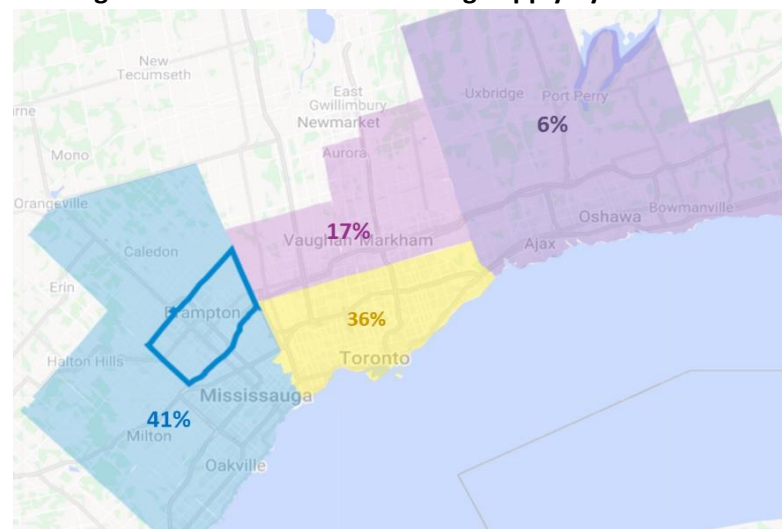 New
Tecumseth
East
Gwillimbury
Newmarket
Uxbridge
Port Perry
6%
Mono
Aurora
Orangeville
Bowmanville
Oshawa
17%
Vaughan
Markham
Ajax
Caledon
Erin
Brampton
36%
Toronto
Halton Hills
Mississauga
41%
Milton
Oakville